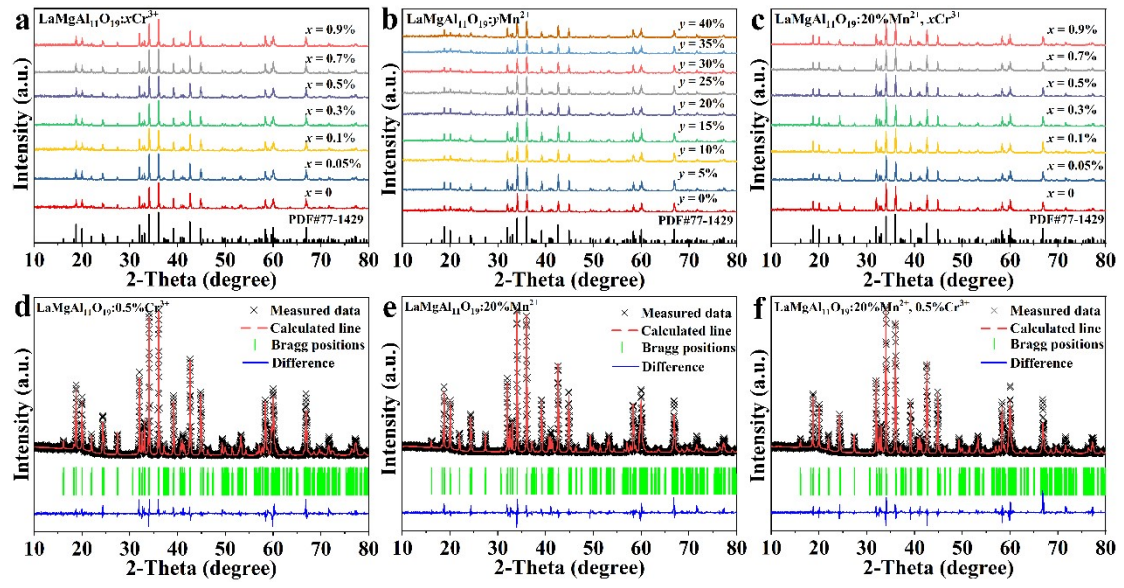 a
LaMgAl₁₁O₁₉:xCr³⁺
x = 0.9%
x = 0.7%
x = 0.5%
x = 0.3%
x = 0.1%
x = 0.05%
x = 0
PDF#77-1429
Intensity (a.u.)
10 20 30 40 50 60 70 80
2-Theta (degree)
b
LaMgAl₁₁O₁₉:yMn²⁺
y = 40%
y = 35%
y = 30%
y = 25%
y = 20%
y = 15%
y = 10%
y = 5%
y = 0%
PDF#77-1429
Intensity (a.u.)
10 20 30 40 50 60 70 80
2-Theta (degree)
c
LaMgAl₁₁O₁₉:20%Mn²⁺, xCr³⁺
x = 0.9%
x = 0.7%
x = 0.5%
x = 0.3%
x = 0.1%
x = 0.05%
x = 0
PDF#77-1429
Intensity (a.u.)
10 20 30 40 50 60 70 80
2-Theta (degree)
d
LaMgAl₁₁O₁₉:0.5%Cr³⁺
Measured data
Calculated line
Bragg positions
Difference
Intensity (a.u.)
10 20 30 40 50 60 70 80
2-Theta (degree)
e
LaMgAl₁₁O₁₉:20%Mn²⁺
Measured data
Calculated line
Bragg positions
Difference
Intensity (a.u.)
10 20 30 40 50 60 70 80
2-Theta (degree)
f
LaMgAl₁₁O₁₉:20%Mn²⁺, 0.5%Cr³⁺
Measured data
Calculated line
Bragg positions
Difference
Intensity (a.u.)
10 20 30 40 50 60 70 80
2-Theta (degree)